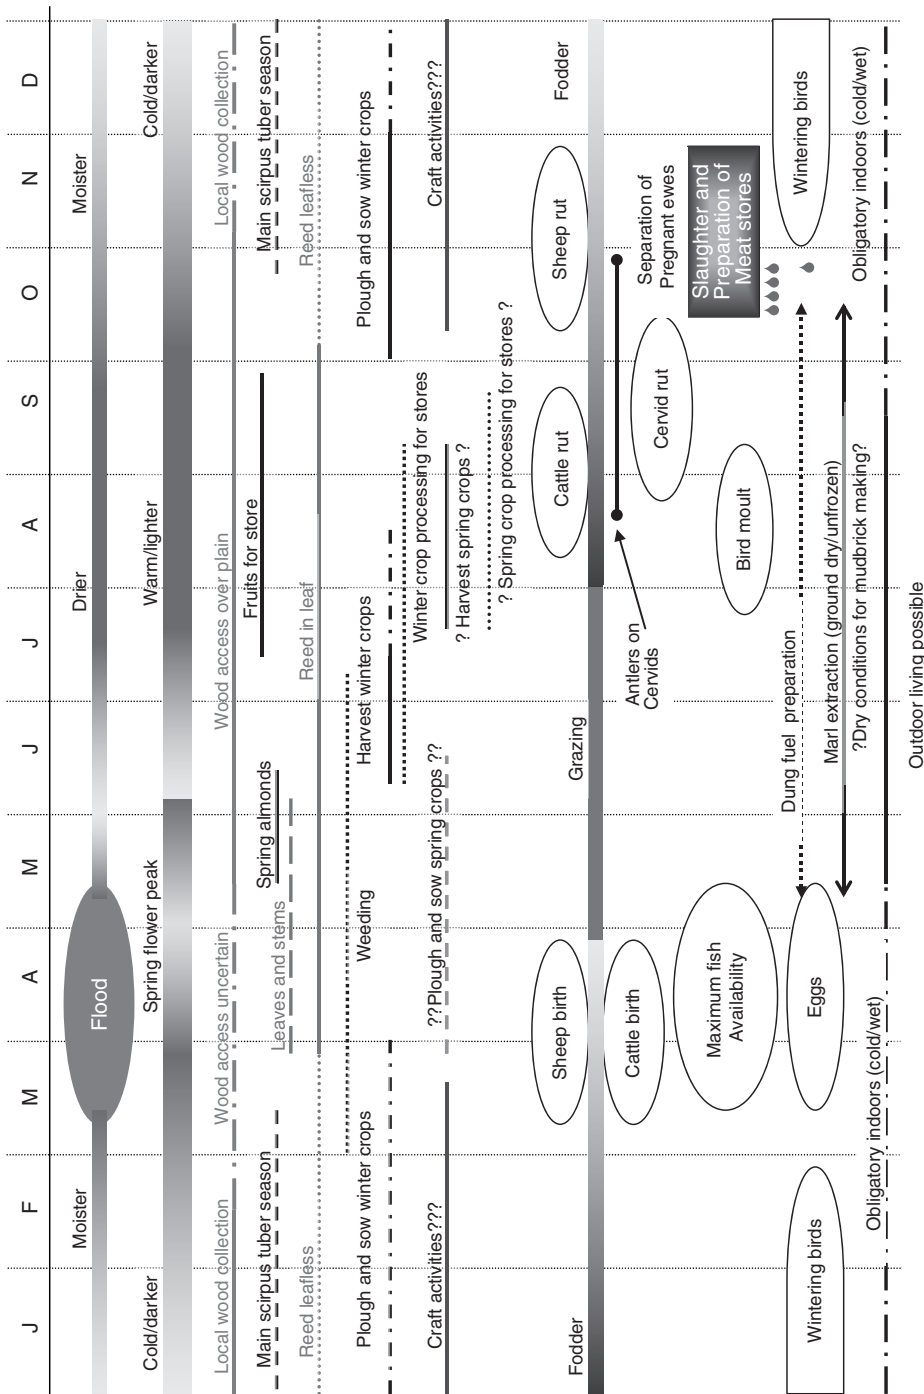 J F M A M J J A S O N D
Moister
Flood
Drier
Moister
Cold/darker
Spring flower peak
Warm/lighter
Cold/darker
Local wood collection
Wood access uncertain
Wood access over plain
Local wood collection
Main scirpus tuber season
Spring almonds
Fruits for store
Main scirpus tuber season
Reed leafless
Leaves and stems
Reed in leaf
Reed leafless
Plough and sow winter crops
Weeding
Harvest winter crops
Plough and sow winter crops
Winter crop processing for stores
Craft activities???
??Plough and sow spring crops ??
? Harvest spring crops ?
Craft activities???
? Spring crop processing for stores ?
Sheep birth
Cattle rut
Sheep rut
Fodder
Grazing
Fodder
Cattle birth
Antlers on
Cervids
Cervid rut
Separation of
Pregnant ewes
Maximum fish
Availability
Bird moult
Slaughter and
Preparation of
Meat stores
Wintering birds
Eggs
Dung fuel preparation
Wintering birds
Marl extraction (ground dry/unfrozen)
?Dry conditions for mudbrick making?
Obligatory indoors (cold/wet)
Obligatory indoors (cold/wet)
Outdoor living possible